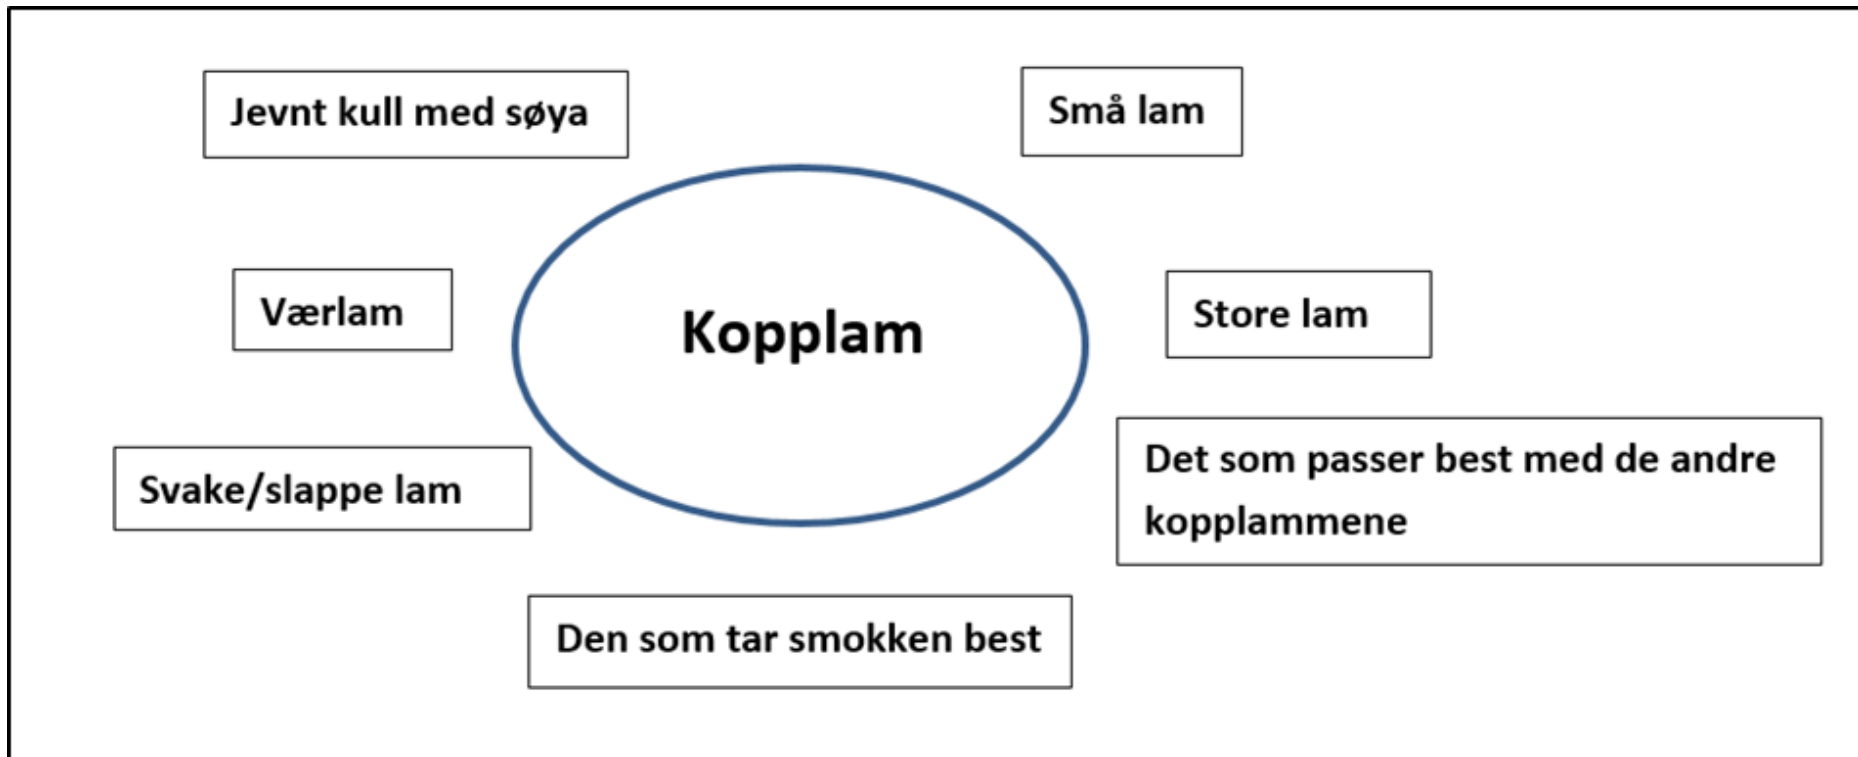 Jevnt kull med søya
Små lam
Værlam
Kopplam
Store lam
Svake/slappe lam
Det som passer best med de andre
kopplammene
Den som tar smokken best